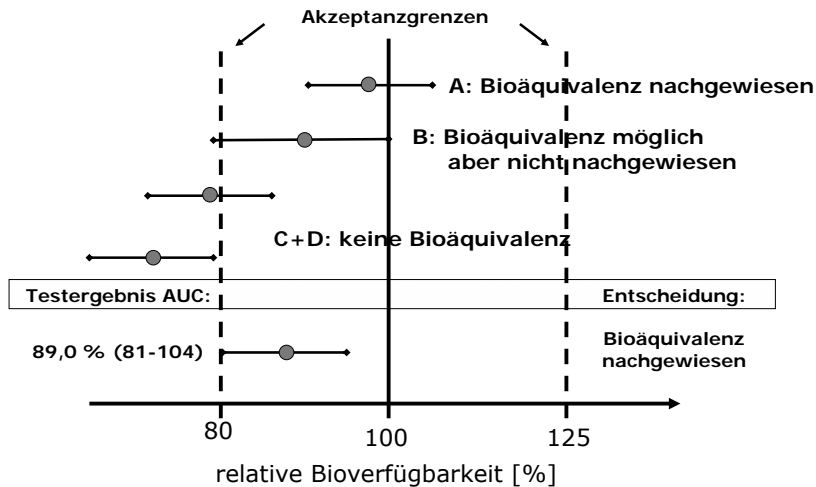 Akzeptanzgrenzen
A: Bioäquivalenz nachgewiesen
B: Bioäquivalenz möglich
aber nicht nachgewiesen
C+D: keine Bioäquivalenz
Testergebnis AUC: Entscheidung:
89,0 % (81-104)
Bioäquivalenz
nachgewiesen
80 100 125
relative Bioverfügbarkeit [%]